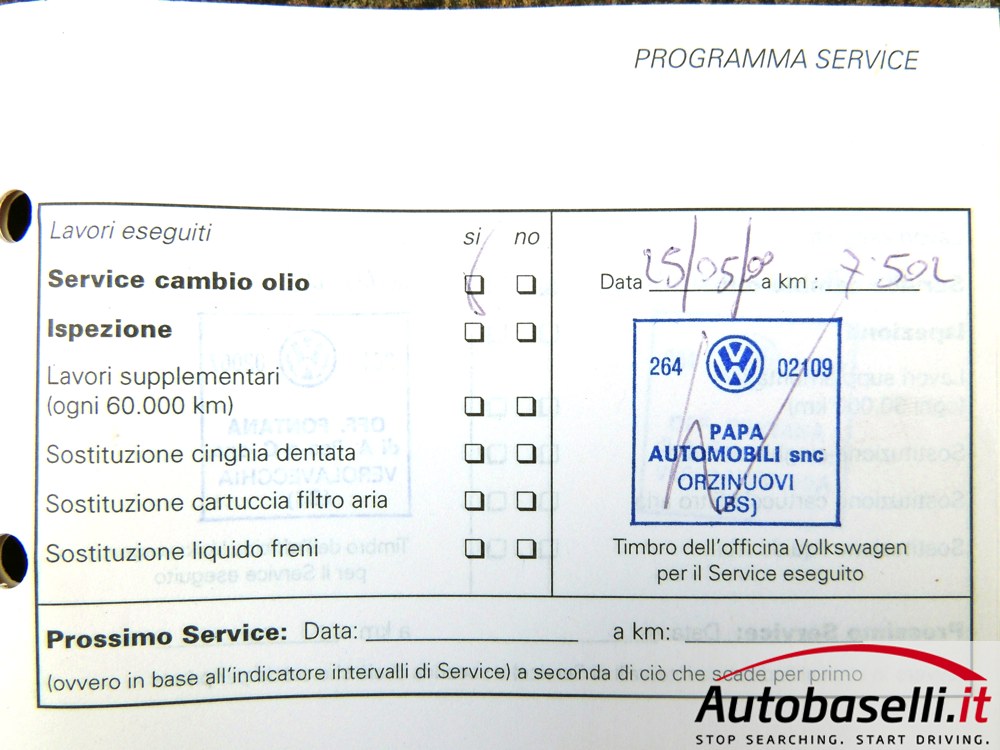 PROGRAMMA SERVICE
Lavori eseguiti si no
Service cambio olio
Ispezione
Lavori supplementari
(ogni 60.000 km)
Sostituzione cinghia dentata
Sostituzione cartuccia filtro aria
Sostituzione liquido freni
Data 25/05/00 a km : 7.502
264 02109
PAPA
AUTOMOBILI snc
ORZINUOVI
(BS)
Timbro dell'officina Volkswagen
per il Service eseguito
Prossimo Service: Data: a km:
(ovvero in base all'indicatore intervalli di Service) a seconda di ciò che scade per primo
Autobaselli.it
STOP SEARCHING. START DRIVING.